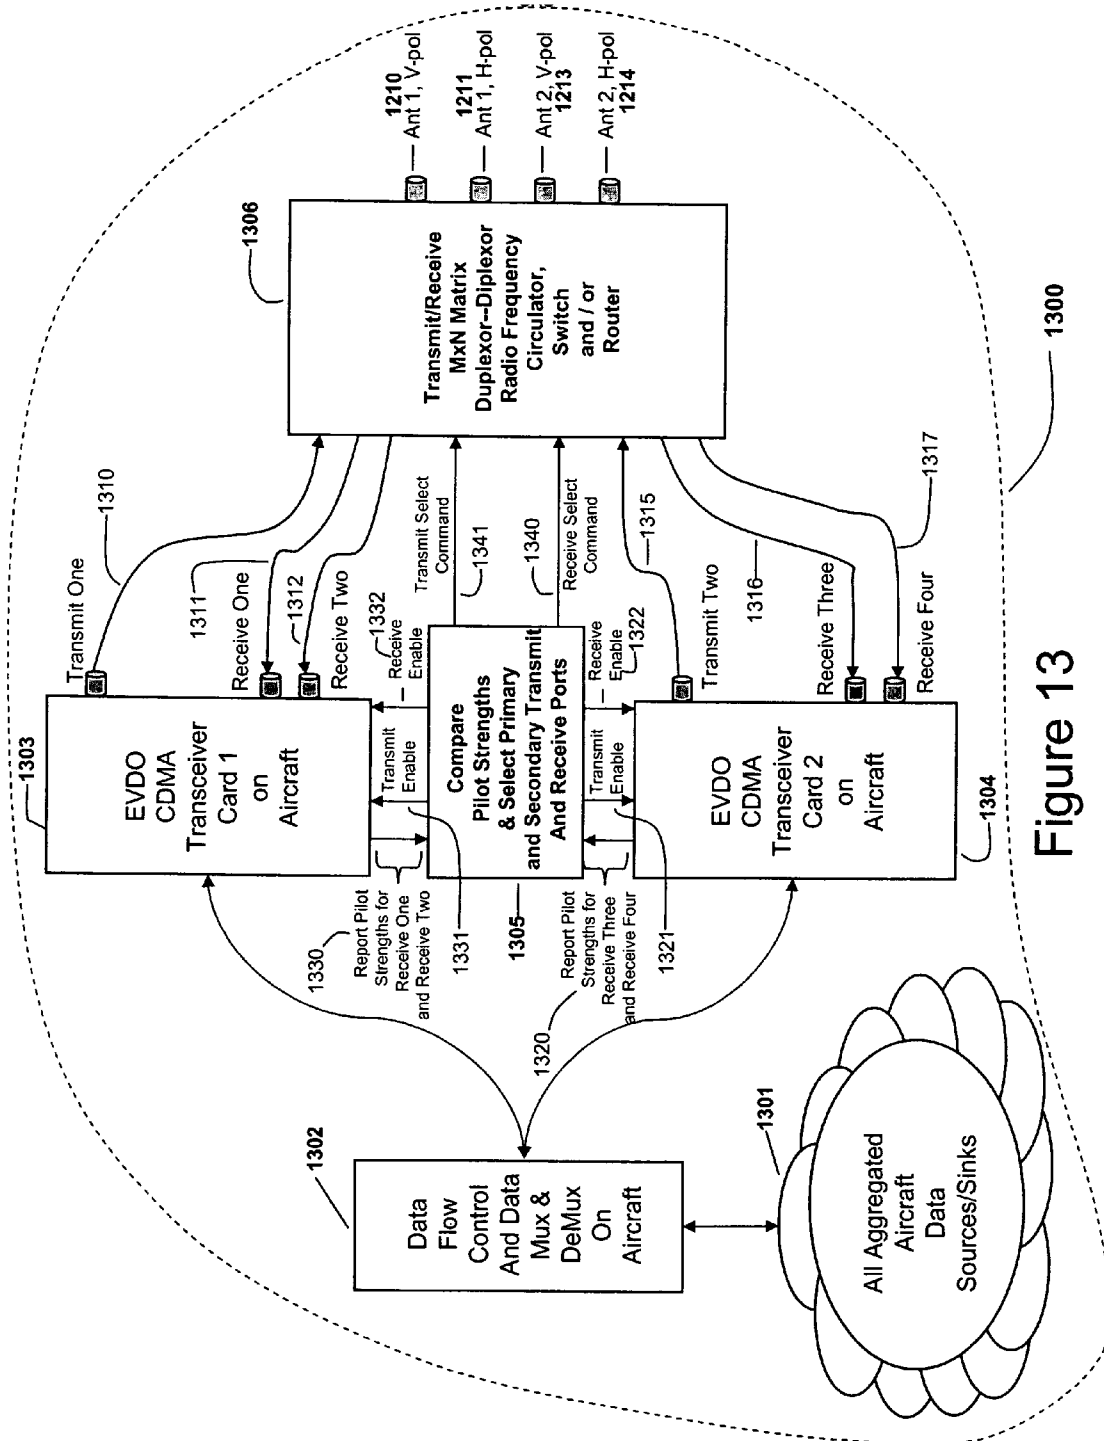 1303
EVDO
CDMA
Transceiver
Card 1
on
Aircraft
Transmit One
1310
1311
Receive One
1312
Receive Two
1306
Transmit/Receive
MxN Matrix
Duplexor--Diplexor
Radio Frequency
Circulator,
Switch
and / or
Router
1210
Ant 1, V-pol
1211
Ant 1, H-pol
Ant 2, V-pol
1213
Ant 2, H-pol
1214
1302
Data
Flow
Control
And Data
Mux &
DeMux
On
Aircraft
1330
Report Pilot
Strengths for
Receive One
and Receive Two
1331
Transmit
Enable
1332
Receive
Enable
Compare
Pilot Strengths
& Select Primary
and Secondary Transmit
And Receive Ports
1305
Transmit Select
Command
1341
1340
Receive Select
Command
1320
Report Pilot
Strengths for
Receive Three
and Receive Four
1321
Transmit
Enable
Receive
Enable
1322
1315
Transmit Two
EVDO
CDMA
Transceiver
Card 2
on
Aircraft
1304
1316
Receive Three
1317
Receive Four
1301
All Aggregated
Aircraft
Data
Sources/Sinks
1300
Figure 13